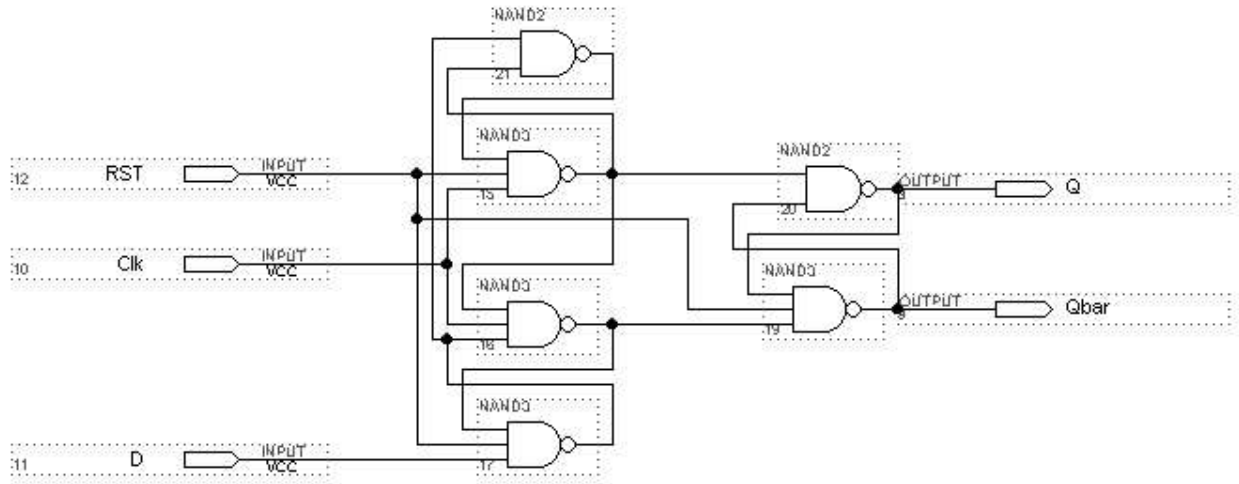 NAND2
21
NAND3
15
12 RST INPUT VCC
NAND2
20
OUTPUT Q
10 Clk INPUT VCC
NAND3
16
NAND3
19
OUTPUT Qbar
9
NAND3
17
11 D INPUT VCC